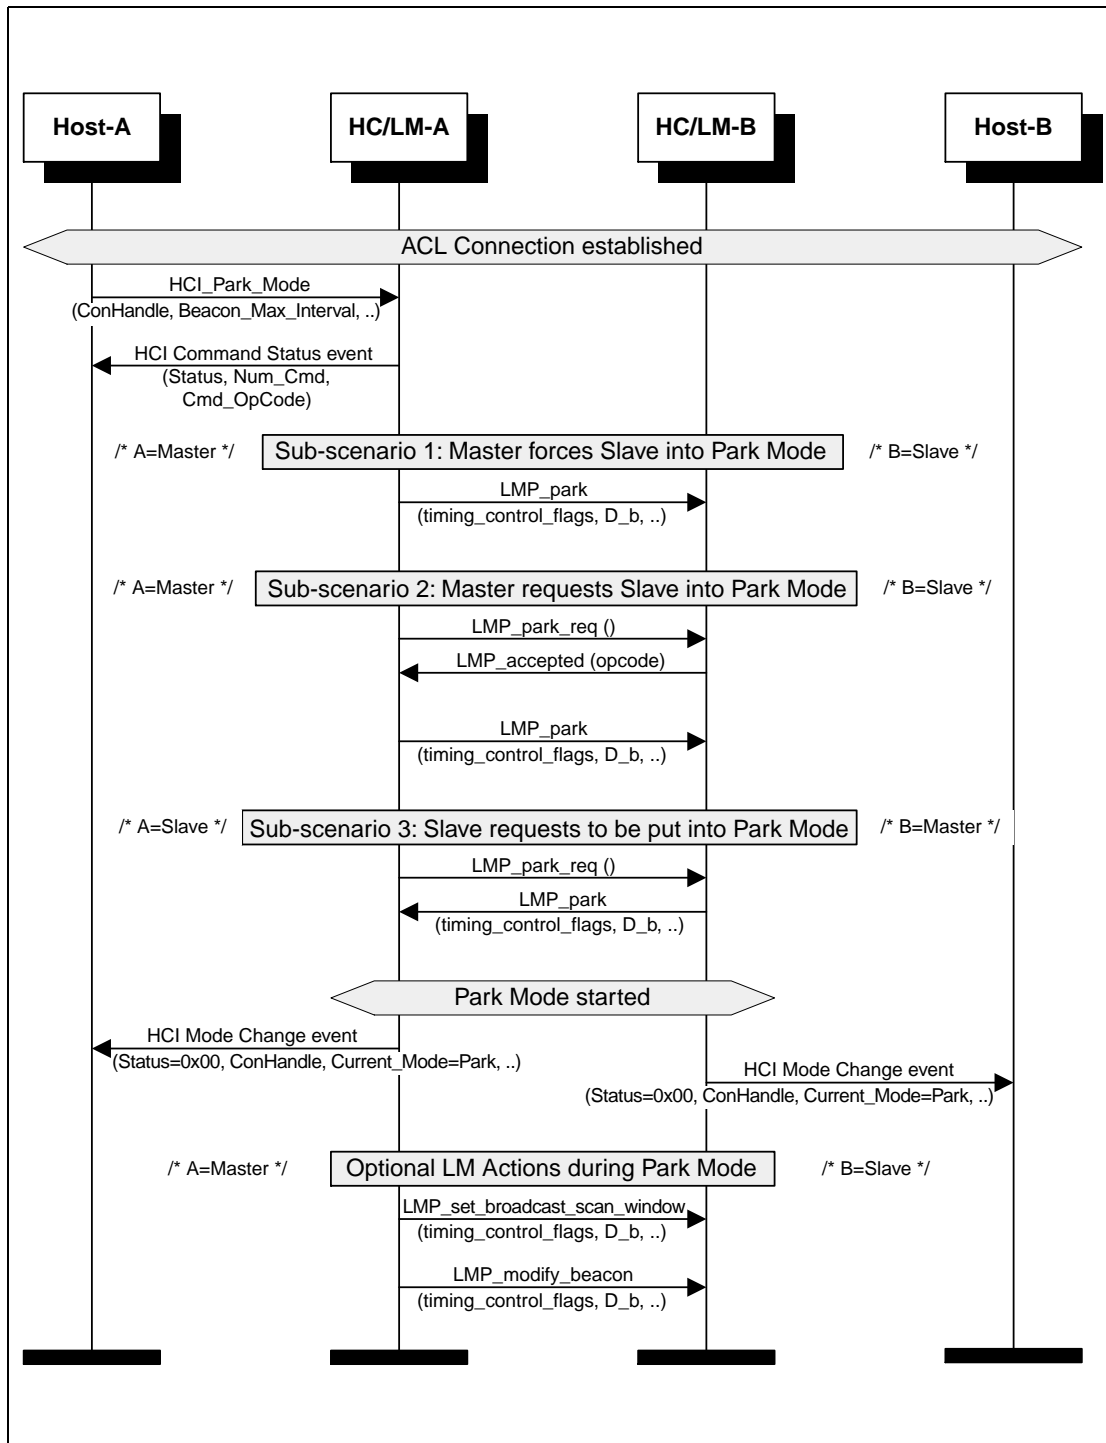 Host-A
HC/LM-A
HC/LM-B
Host-B
ACL Connection established
HCI_Park_Mode
(ConHandle, Beacon_Max_Interval, ..)
HCI Command Status event
(Status, Num_Cmd,
Cmd_OpCode)
/* A=Master */
Sub-scenario 1: Master forces Slave into Park Mode
/* B=Slave */
LMP_park
(timing_control_flags, D_b, ..)
/* A=Master */
Sub-scenario 2: Master requests Slave into Park Mode
/* B=Slave */
LMP_park_req ()
LMP_accepted (opcode)
LMP_park
(timing_control_flags, D_b, ..)
/* A=Slave */
Sub-scenario 3: Slave requests to be put into Park Mode
/* B=Master */
LMP_park_req ()
LMP_park
(timing_control_flags, D_b, ..)
Park Mode started
HCI Mode Change event
(Status=0x00, ConHandle, Current_Mode=Park, ..)
HCI Mode Change event
(Status=0x00, ConHandle, Current_Mode=Park, ..)
/* A=Master */
Optional LM Actions during Park Mode
/* B=Slave */
LMP_set_broadcast_scan_window
(timing_control_flags, D_b, ..)
LMP_modify_beacon
(timing_control_flags, D_b, ..)